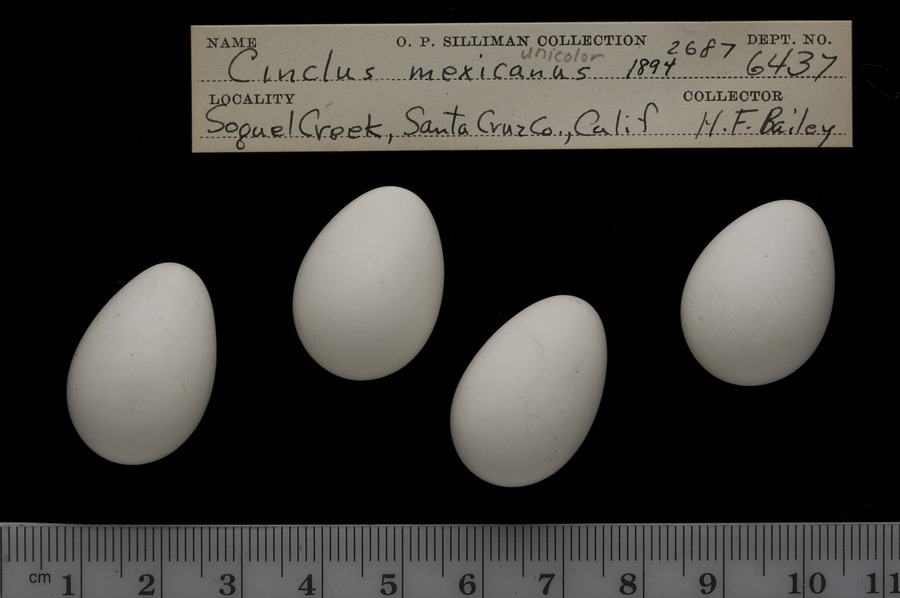 NAME O. P. SILLIMAN COLLECTION 2687 DEPT. NO.
unicolor
Cinclus mexicanus 1894 6437
LOCALITY COLLECTOR
Soquel Creek, Santa Cruz Co., Calif H. F. Bailey
cm 1 2 3 4 5 6 7 8 9 10 11